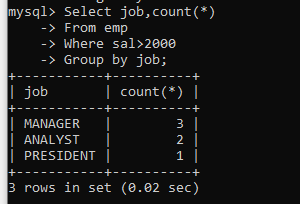 mysql> Select job,count(*)
    -> From emp
    -> Where sal>2000
    -> Group by job;
+-----------+----------+
| job       | count(*) |
+-----------+----------+
| MANAGER   |        3 |
| ANALYST   |        2 |
| PRESIDENT |        1 |
+-----------+----------+
3 rows in set (0.02 sec)